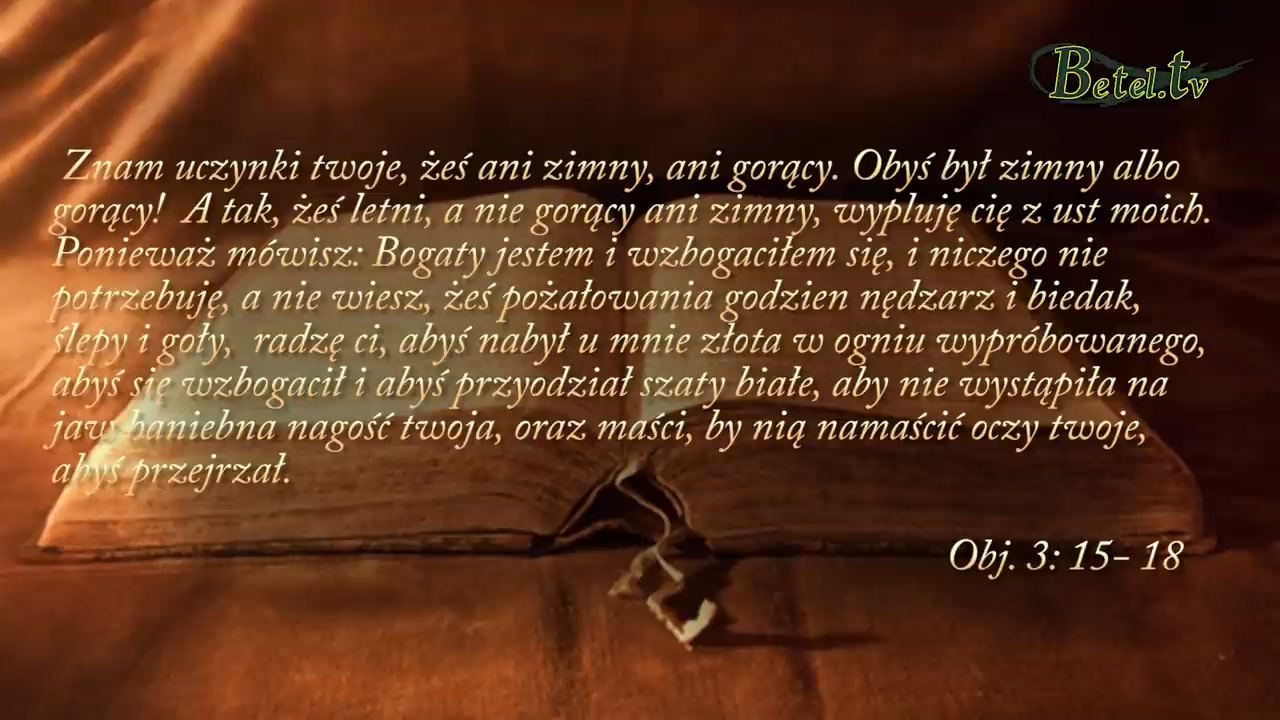 Betel.tv
Znam uczynki twoje, żeś ani zimny, ani gorący. Obyś był zimny albo
gorący! A tak, żeś letni, a nie gorący ani zimny, wypluję cię z ust moich.
Ponieważ mówisz: Bogaty jestem i wzbogaciłem się, i niczego nie
potrzebuję, a nie wiesz, żeś pożałowania godzien nędzarz i biedak,
ślepy i goły, radzę ci, abyś nabył u mnie złota w ogniu wypróbowanego,
abyś się wzbogacił i abyś przyodział szaty białe, aby nie wystąpiła na
jaw haniebna nagość twoja, oraz maści, by nią namaścić oczy twoje,
abyś przejrzał.
Obj. 3: 15- 18